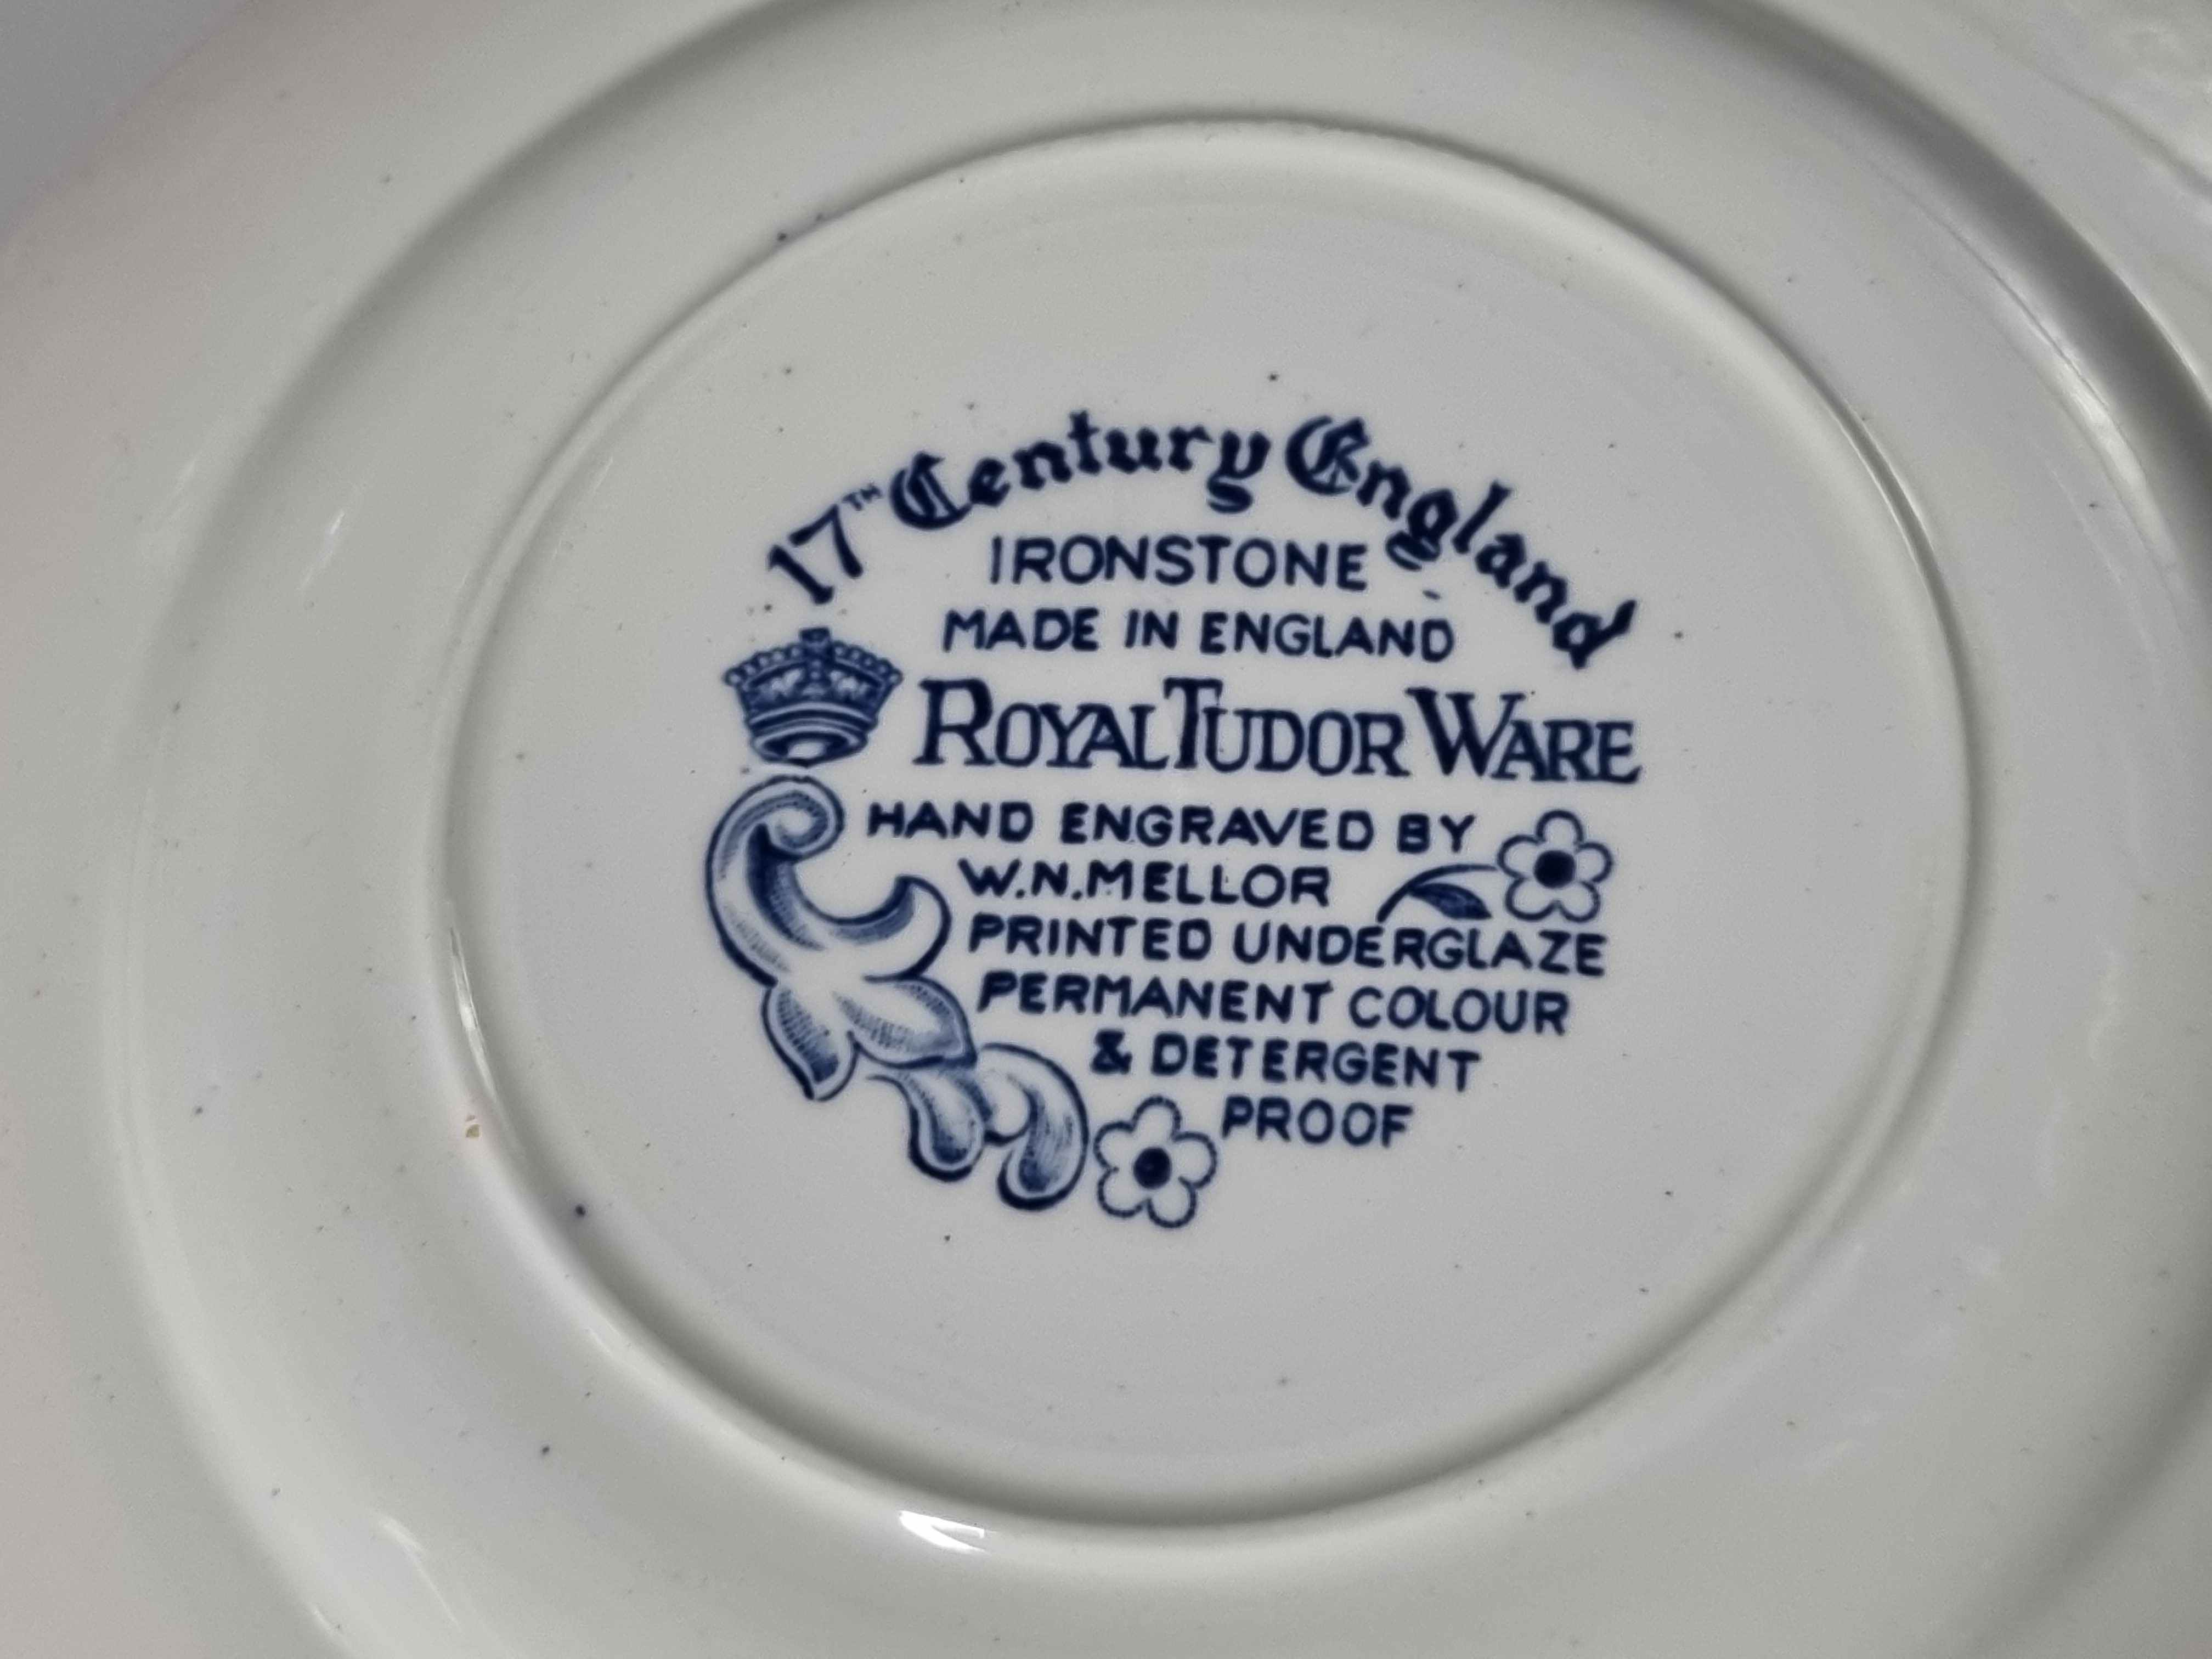 17TH Century England
IRONSTONE
MADE IN ENGLAND
ROYAL TUDOR WARE
HAND ENGRAVED BY
W.N.MELLOR
PRINTED UNDERGLAZE
PERMANENT COLOUR
& DETERGENT
PROOF